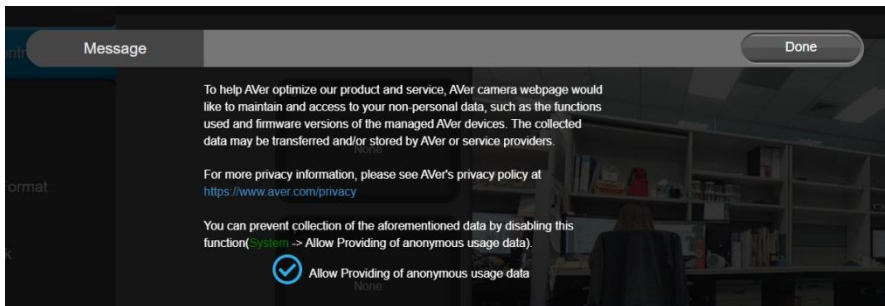 Message
Done
To help AVer optimize our product and service, AVer camera webpage would
like to maintain and access to your non-personal data, such as the functions
used and firmware versions of the managed AVer devices. The collected
data may be transferred and/or stored by AVer or service providers.
None
For more privacy information, please see AVer's privacy policy at
ormat
https://www.aver.com/privacy
You can prevent collection of the aforementioned data by disabling this
function(System -> Allow Providing of anonymous usage data).
k
Allow Providing of anonymous usage data
None